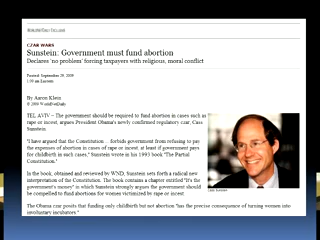 CZAR WARS
Sunstein: Government must fund abortion
Declares 'no problem' forcing taxpayers with religious, moral conflict
Posted: September 29, 2009
1:00 am Eastern
By Aaron Klein
© 2009 WorldNetDaily
TEL AVIV – The government should be required to fund abortion in cases such as
rape or incest, argues President Obama's newly confirmed regulatory czar, Cass
Sunstein.
"I have argued that the Constitution ... forbids government from refusing to pay
the expenses of abortion in cases of rape or incest, at least if government pays
for childbirth in such cases," Sunstein wrote in his 1993 book "The Partial
Constitution."
In the book, obtained and reviewed by WND, Sunstein sets forth a radical new
interpretation of the Constitution. The book contains a chapter entitled "It's the
government's money" in which Sunstein strongly argues the government should
be compelled to fund abortions for women victimized by rape or incest.
The Obama czar posits that funding only childbirth but not abortion "has the precise consequence of turning women into
involuntary incubators."
Cass Sunstein